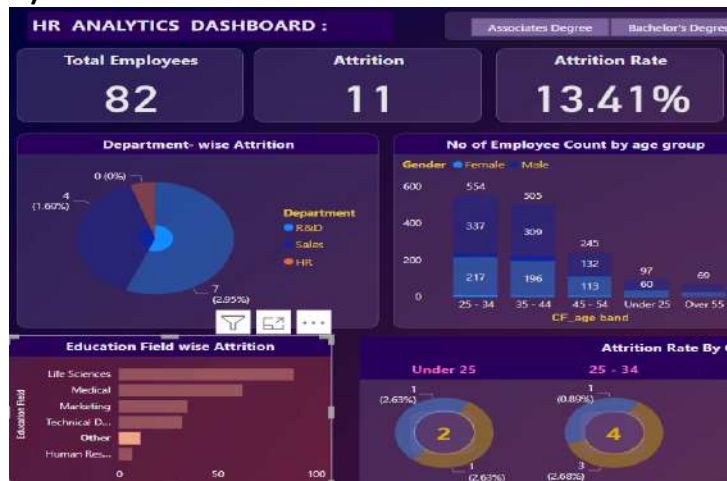 HR ANALYTICS DASHBOARD :
Associates Degree
Bachelor's Degree
Total Employees
82
Attrition
11
Attrition Rate
13.41%
Department- wise Attrition
0 (0%)
4
(1.69%)
7
(2.95%)
Department
R&D
Sales
HR
No of Employee Count by age group
Gender Female Male
600
400
200
0
554
337
217
505
309
196
245
132
113
97
60
69
25 - 34
35 - 44
45 - 54
Under 25
Over 55
CF_age band
Education Field wise Attrition
Education Field
Life Sciences
Medical
Marketing
Technical D...
Other
Human Res...
0
50
100
Attrition Rate By
Under 25
25 - 34
1
(2.63%)
2
1
(2.63%)
1
(0.89%)
4
3
(2.68%)